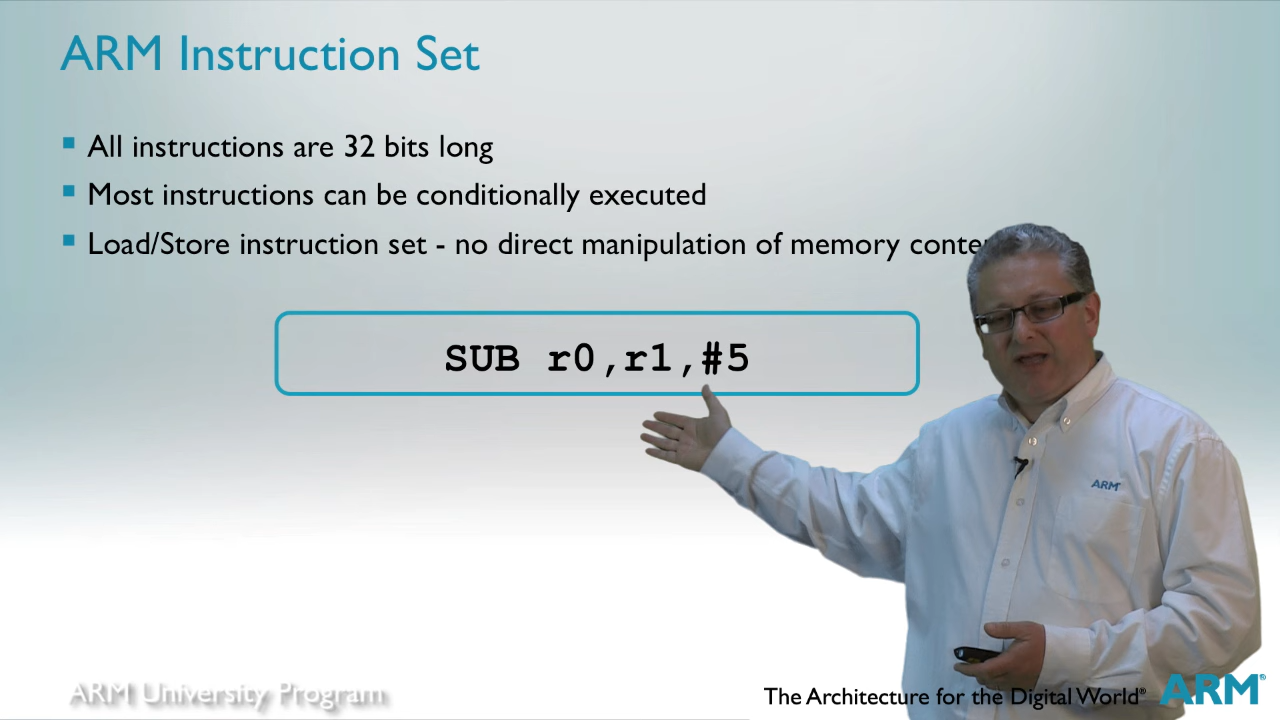 ARM Instruction Set
All instructions are 32 bits long
Most instructions can be conditionally executed
Load/Store instruction set - no direct manipulation of memory
SUB r0,r1,#5
ARM
ARM University Program
The Architecture for the Digital World® ARM®